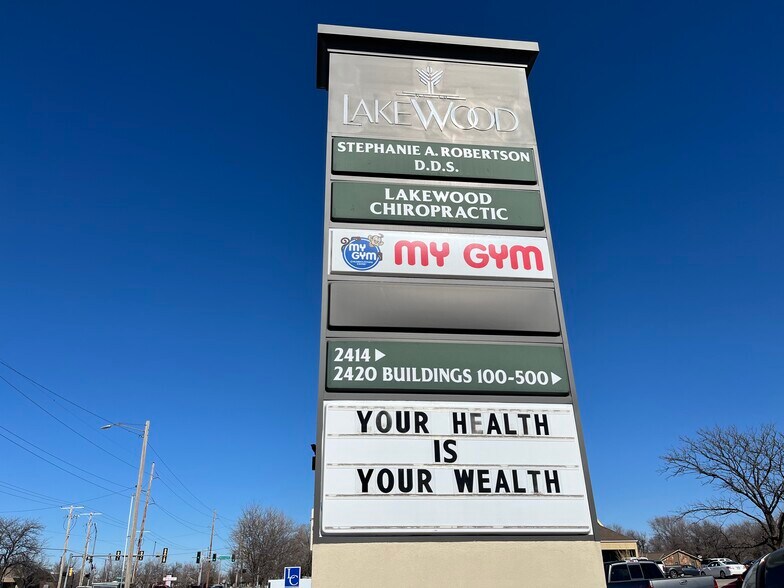 LAKEWOOD
STEPHANIE A. ROBERTSON
D.D.S.
LAKEWOOD
CHIROPRACTIC
MY
GYM
MY GYM
2414▶
2420 BUILDINGS 100-500▶
YOUR HEALTH
IS
YOUR WEALTH
LC